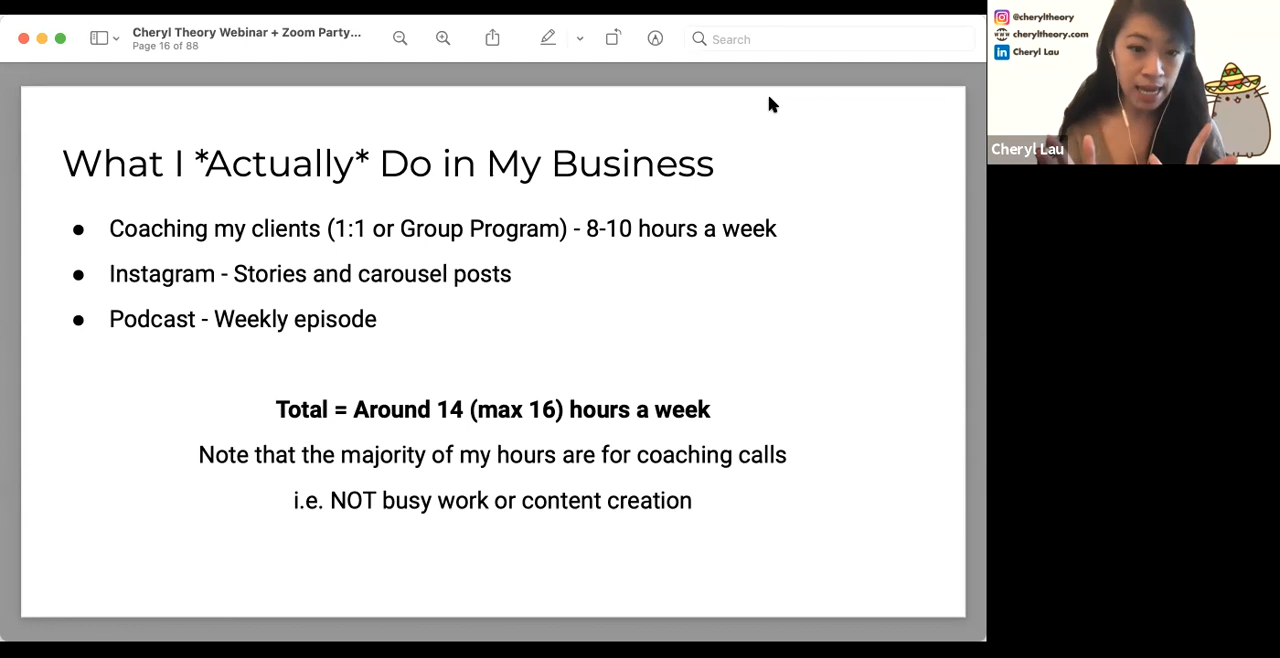 Cheryl Theory Webinar + Zoom Party...
Page 16 of 88
Search
@cheryltheory
cheryltheory.com
in Cheryl Lau
Cheryl Lau
What I *Actually* Do in My Business
● Coaching my clients (1:1 or Group Program) - 8-10 hours a week
● Instagram - Stories and carousel posts
● Podcast - Weekly episode
Total = Around 14 (max 16) hours a week
Note that the majority of my hours are for coaching calls
i.e. NOT busy work or content creation